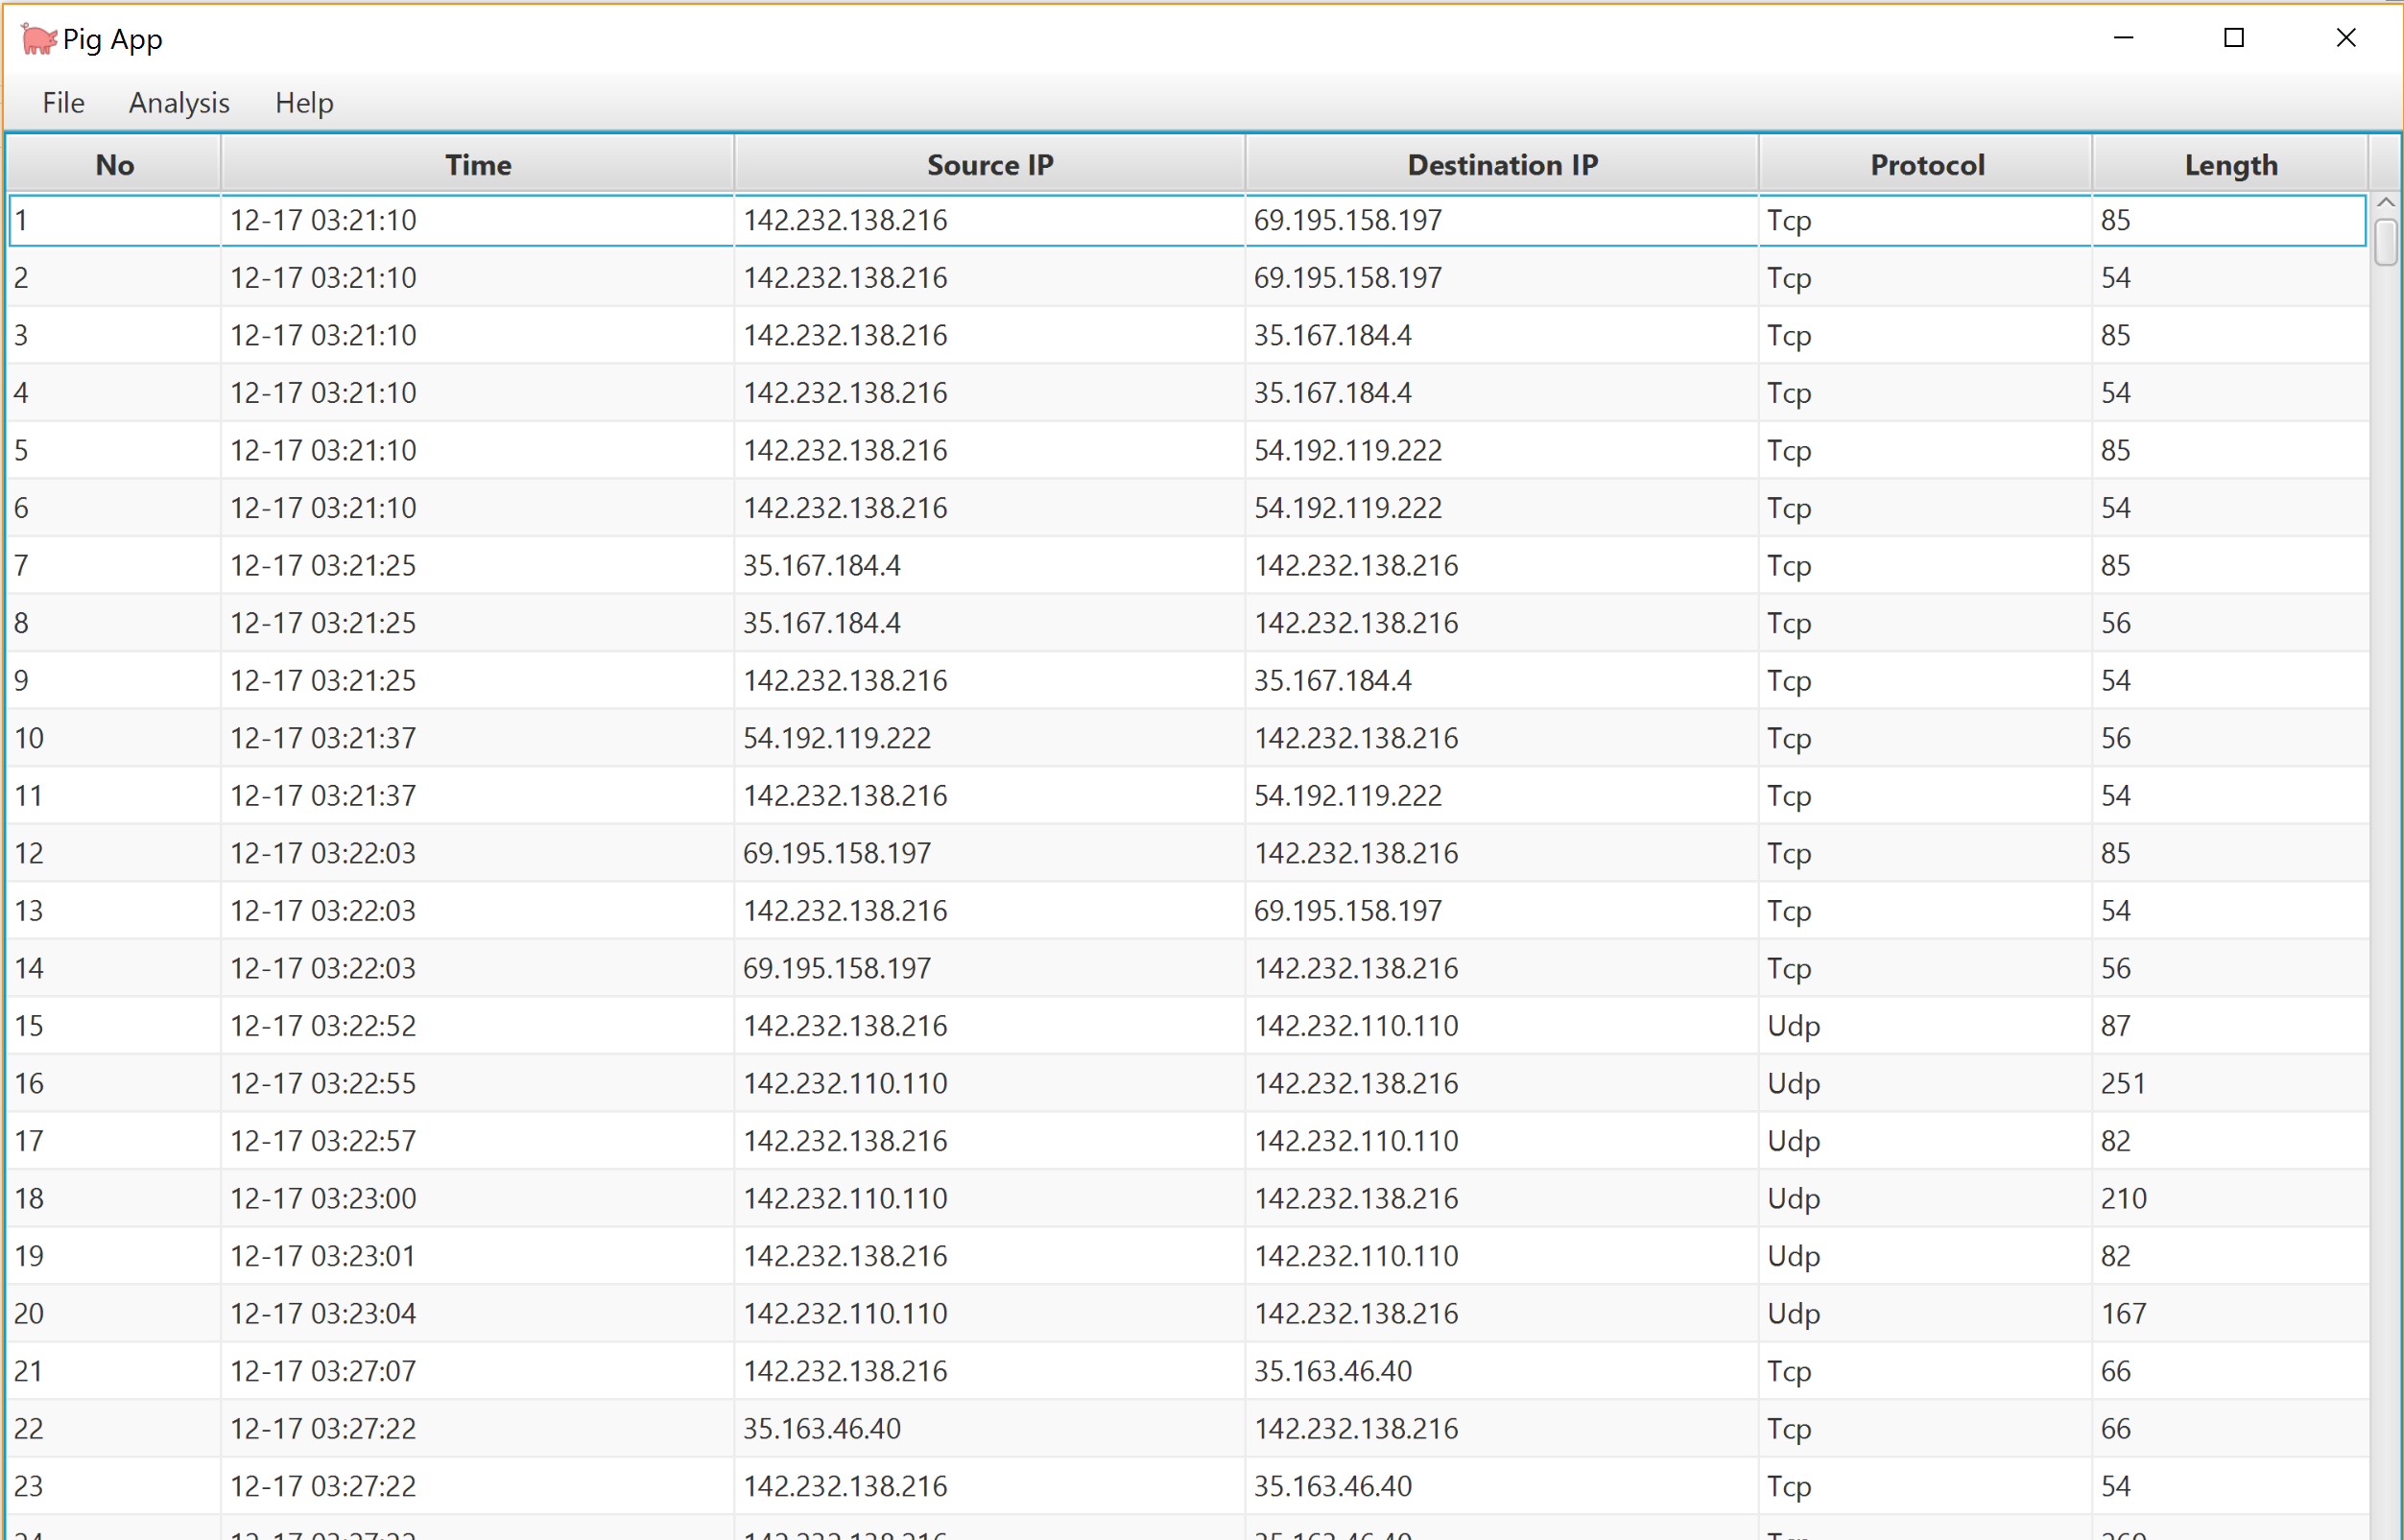 Pig App
File Analysis Help
No Time Source IP Destination IP Protocol Length
1 12-17 03:21:10 142.232.138.216 69.195.158.197 Tcp 85
2 12-17 03:21:10 142.232.138.216 69.195.158.197 Tcp 54
3 12-17 03:21:10 142.232.138.216 35.167.184.4 Tcp 85
4 12-17 03:21:10 142.232.138.216 35.167.184.4 Tcp 54
5 12-17 03:21:10 142.232.138.216 54.192.119.222 Tcp 85
6 12-17 03:21:10 142.232.138.216 54.192.119.222 Tcp 54
7 12-17 03:21:25 35.167.184.4 142.232.138.216 Tcp 85
8 12-17 03:21:25 35.167.184.4 142.232.138.216 Tcp 56
9 12-17 03:21:25 142.232.138.216 35.167.184.4 Tcp 54
10 12-17 03:21:37 54.192.119.222 142.232.138.216 Tcp 56
11 12-17 03:21:37 142.232.138.216 54.192.119.222 Tcp 54
12 12-17 03:22:03 69.195.158.197 142.232.138.216 Tcp 85
13 12-17 03:22:03 142.232.138.216 69.195.158.197 Tcp 54
14 12-17 03:22:03 69.195.158.197 142.232.138.216 Tcp 56
15 12-17 03:22:52 142.232.138.216 142.232.110.110 Udp 87
16 12-17 03:22:55 142.232.110.110 142.232.138.216 Udp 251
17 12-17 03:22:57 142.232.138.216 142.232.110.110 Udp 82
18 12-17 03:23:00 142.232.110.110 142.232.138.216 Udp 210
19 12-17 03:23:01 142.232.138.216 142.232.110.110 Udp 82
20 12-17 03:23:04 142.232.110.110 142.232.138.216 Udp 167
21 12-17 03:27:07 142.232.138.216 35.163.46.40 Tcp 66
22 12-17 03:27:22 35.163.46.40 142.232.138.216 Tcp 66
23 12-17 03:27:22 142.232.138.216 35.163.46.40 Tcp 54